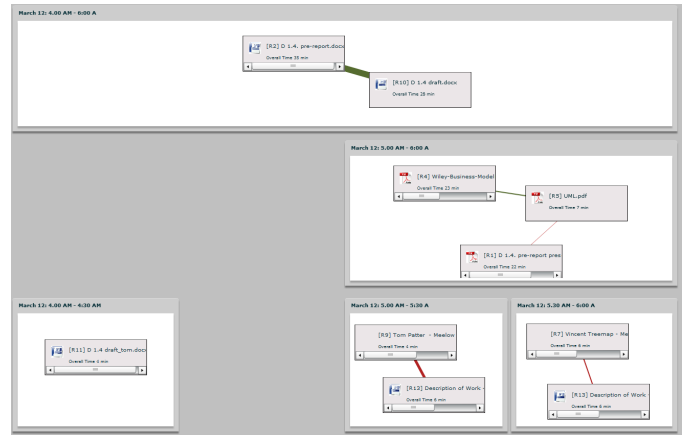 March 12: 4.00 AM - 6:00 A
[R2] D 1.4. pre-report.docx
Overall Time 28 min
[R10] D 1.4 draft.docx
Overall Time 28 min
March 12: 5.00 AM - 6:00 A
[R4] Wiley-Business-Model
Overall Time 23 min
[R5] UML.pdf
Overall Time 7 min
[R1] D 1.4. pre-report pres
Overall Time 22 min
March 12: 4.00 AM - 4:30 AM
[R11] D 1.4 draft_tom.docx
Overall Time 4 min
March 12: 5.00 AM - 5:30 A
[R9] Tom Patter - Meelow
Overall Time 4 min
[R12] Description of Work -
Overall Time 6 min
March 12: 5.30 AM - 6:00 A
[R7] Vincent Treemap - Me
Overall Time 6 min
[R13] Description of Work
Overall Time 6 min